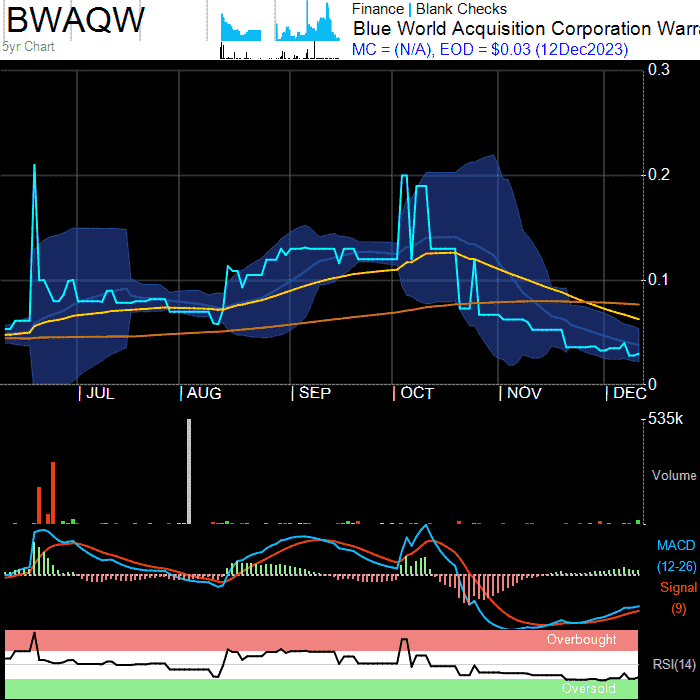 BWAQW
5yr Chart
Finance | Blank Checks
Blue World Acquisition Corporation Warra
MC = (N/A), EOD = $0.03 (12Dec2023)
0.3
0.2
0.1
0
JUL AUG SEP OCT NOV DEC
535k
Volume
MACD
(12-26)
Signal
(9)
Overbought
RSI(14)
Oversold